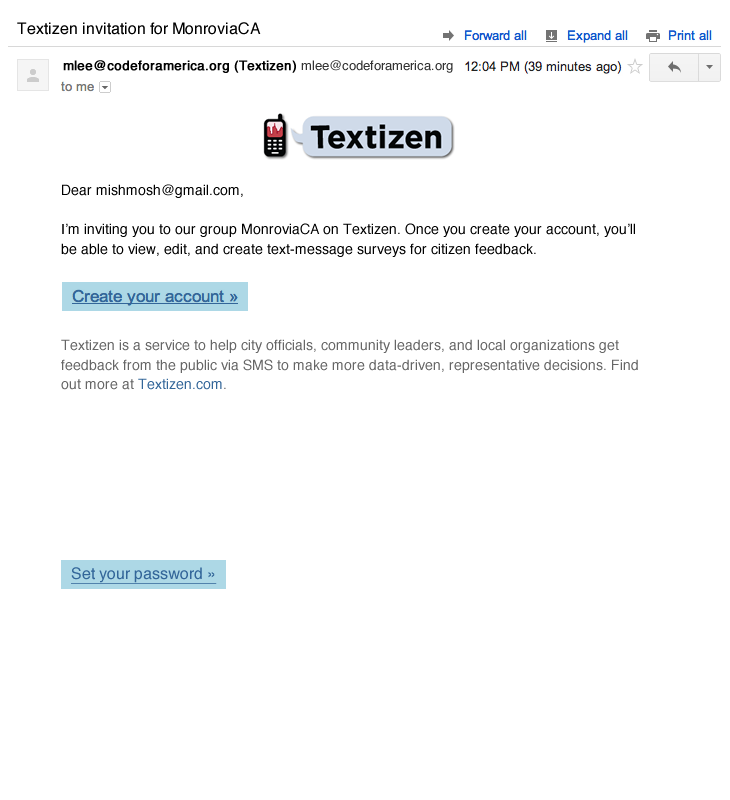 Textizen invitation for MonroviaCA
Forward all Expand all Print all
mlee@codeforamerica.org (Textizen) mlee@codeforamerica.org 12:04 PM (39 minutes ago)
to me
Textizen
Dear mishmosh@gmail.com,
I'm inviting you to our group MonroviaCA on Textizen. Once you create your account, you'll
be able to view, edit, and create text-message surveys for citizen feedback.
Create your account »
Textizen is a service to help city officials, community leaders, and local organizations get
feedback from the public via SMS to make more data-driven, representative decisions. Find
out more at Textizen.com.
Set your password »